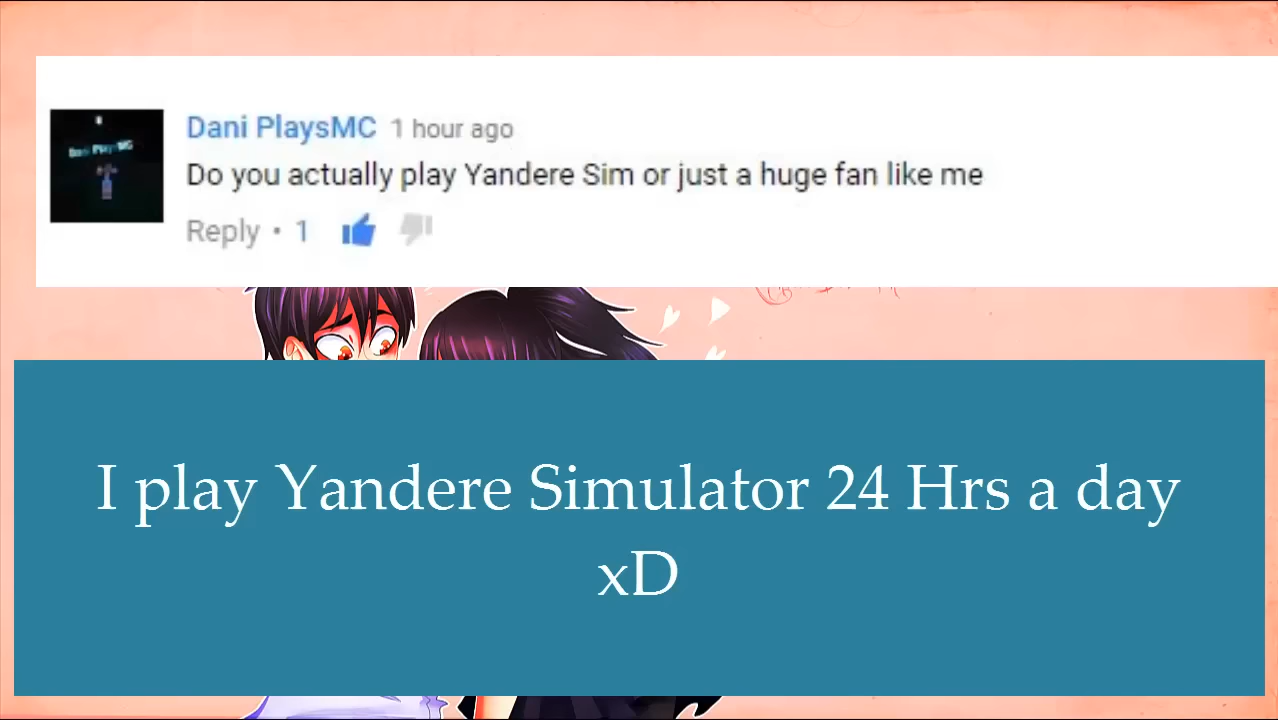 Dani PlaysMC 1 hour ago
Do you actually play Yandere Sim or just a huge fan like me
Reply • 1
I play Yandere Simulator 24 Hrs a day
xD